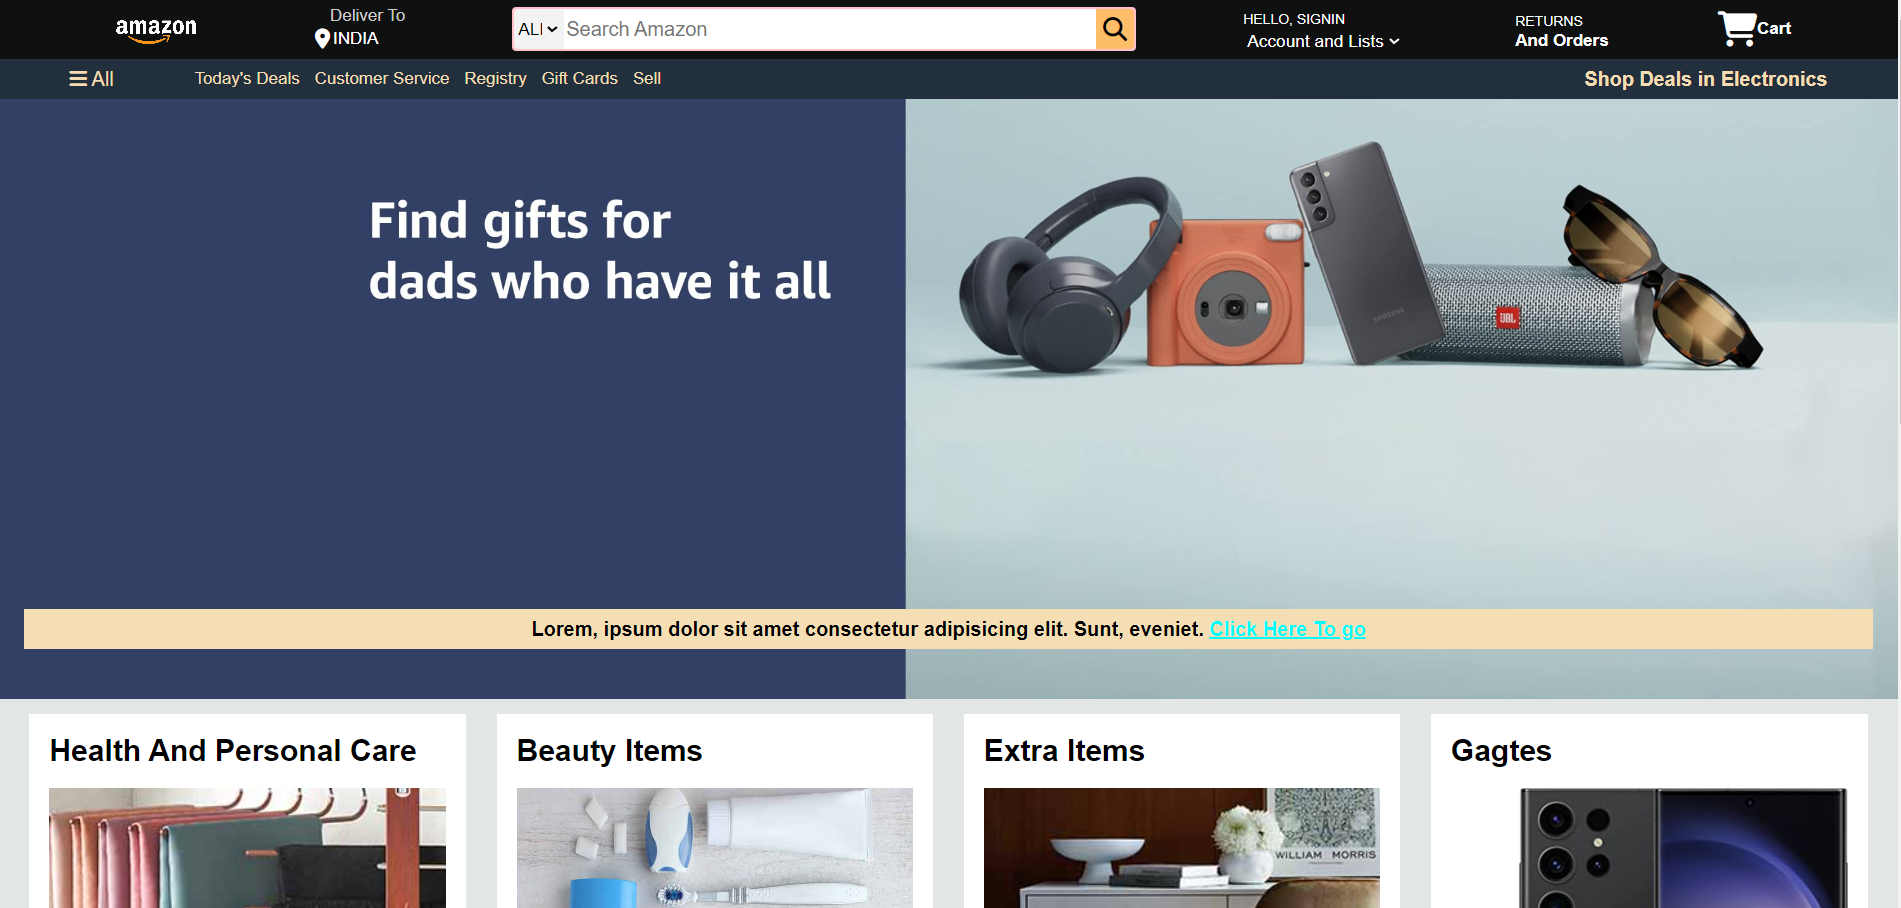 amazon
Deliver To
INDIA
ALL
Search Amazon
HELLO, SIGNIN
Account and Lists
RETURNS
And Orders
Cart
All
Today's Deals
Customer Service
Registry
Gift Cards
Sell
Shop Deals in Electronics
Find gifts for
dads who have it all
SAMSUNG
JBL
Lorem, ipsum dolor sit amet consectetur adipisicing elit. Sunt, eveniet. Click Here To go
Health And Personal Care
Beauty Items
Extra Items
Gagtes
WILLIAM MORRIS